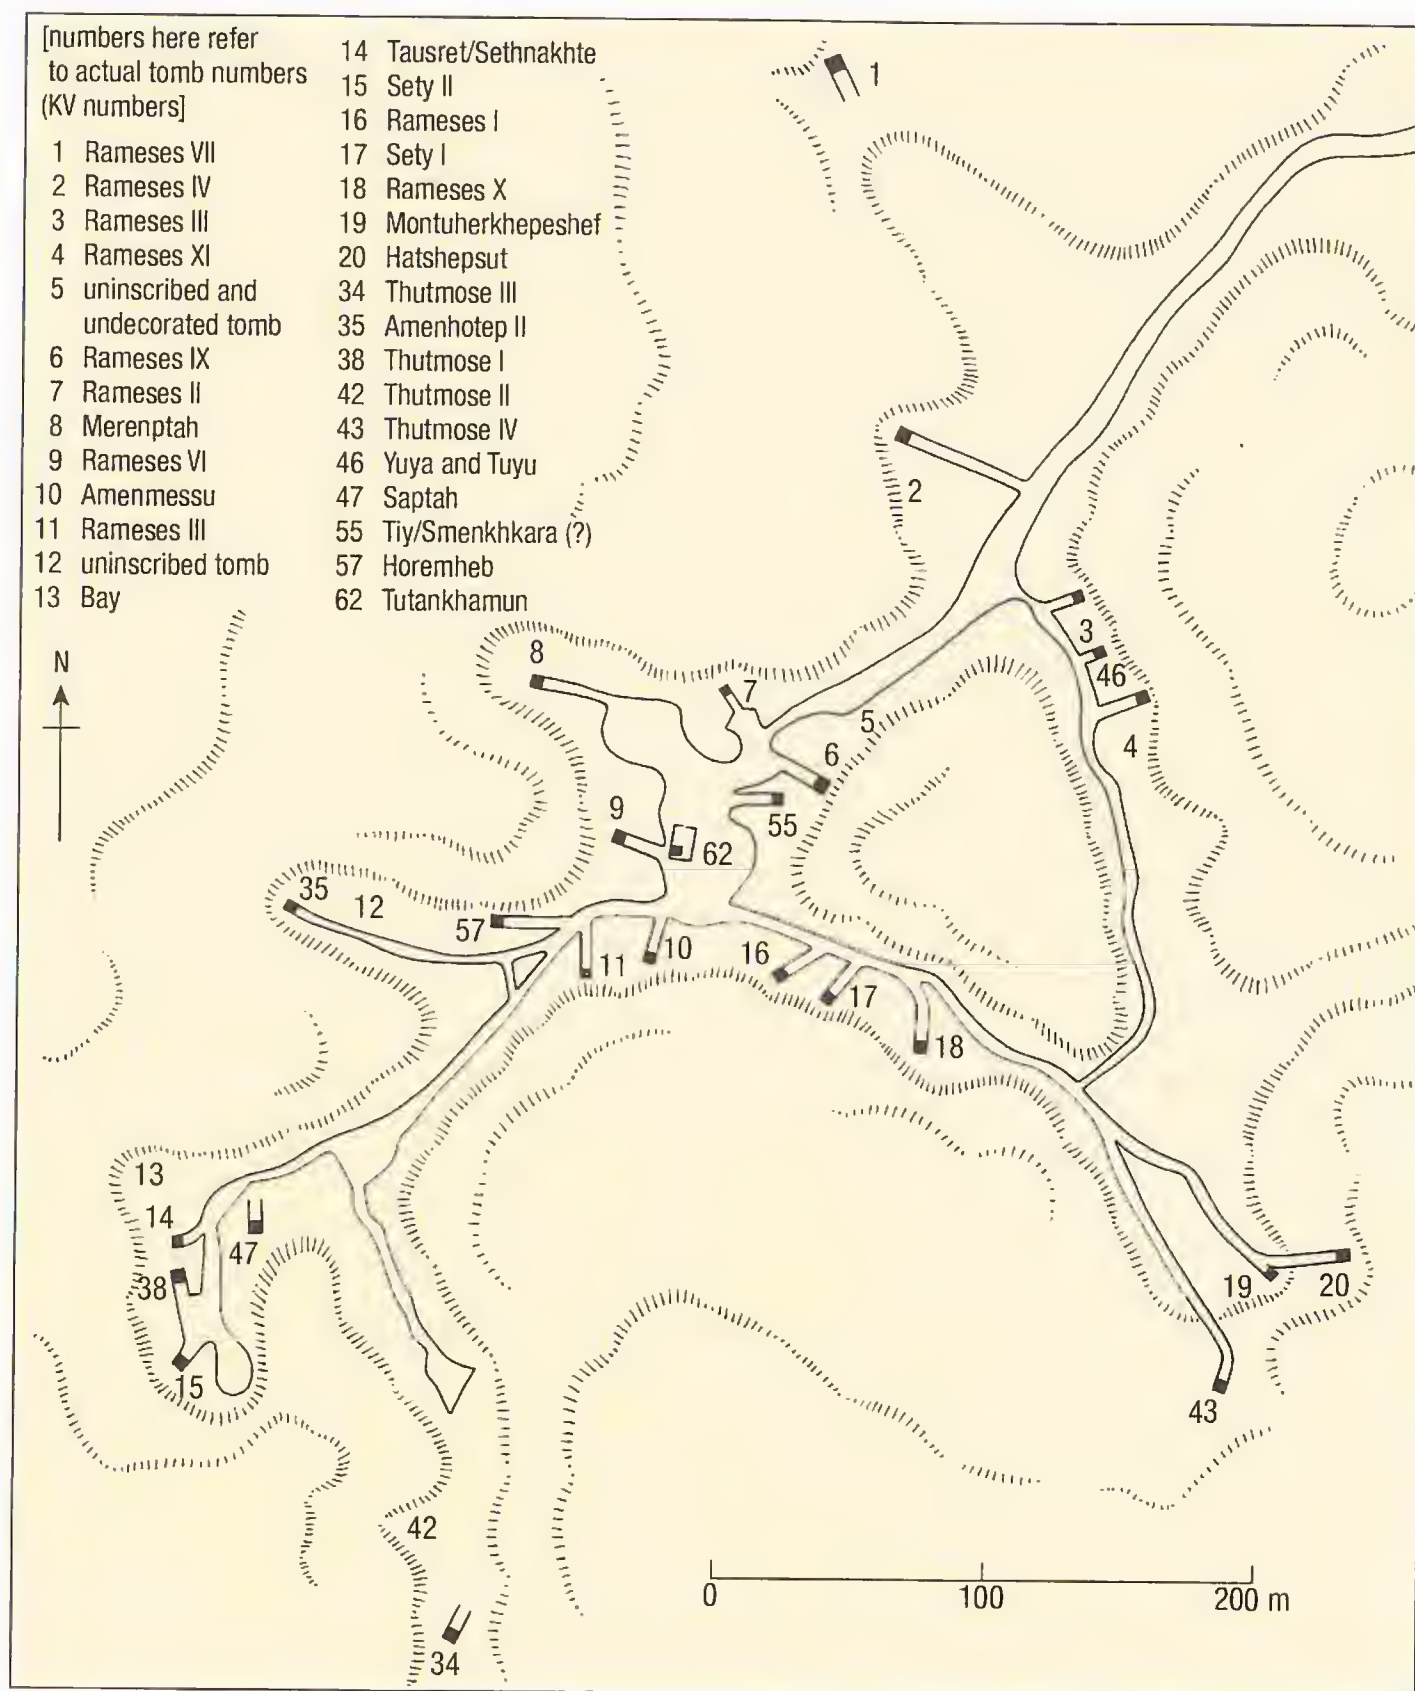 [numbers here refer
to actual tomb numbers
(KV numbers]
1 Rameses VII
2 Rameses IV
3 Rameses III
4 Rameses XI
5 uninscribed and
undecorated tomb
6 Rameses IX
7 Rameses II
8 Merenptah
9 Rameses VI
10 Amenmessu
11 Rameses III
12 uninscribed tomb
13 Bay
14 Tausret/Sethnakhte
15 Sety II
16 Rameses I
17 Sety I
18 Rameses X
19 Montuherkhepeshef
20 Hatshepsut
34 Thutmose III
35 Amenhotep II
38 Thutmose I
42 Thutmose II
43 Thutmose IV
46 Yuya and Tuyu
47 Saptah
55 Tiy/Smenkhkara (?)
57 Horemheb
62 Tutankhamun
N
1
2
3
46
4
8
7
5
6
55
9
62
35
12
57
11
10
16
17
18
13
14
47
38
15
19
20
43
42
34
0
100
200 m